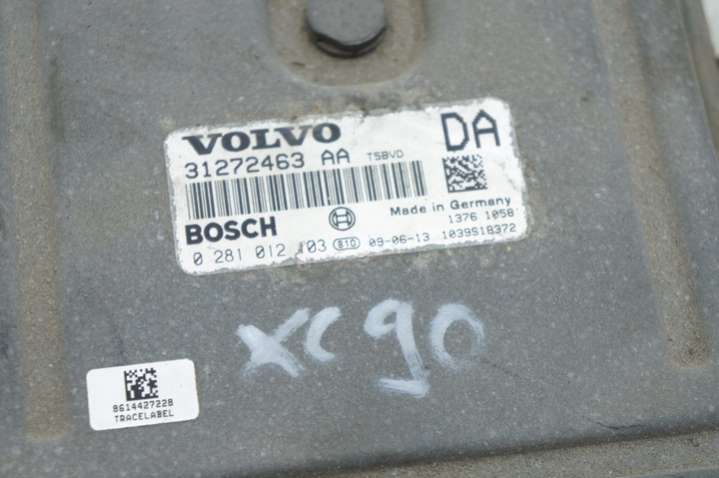 VOLVO DA
31272463 AA TSBVD
Made in Germany
BOSCH 1376 1058
0 281 012 103 810 09-06-13 1039S18372
XC90
8614427228
TRACELABEL